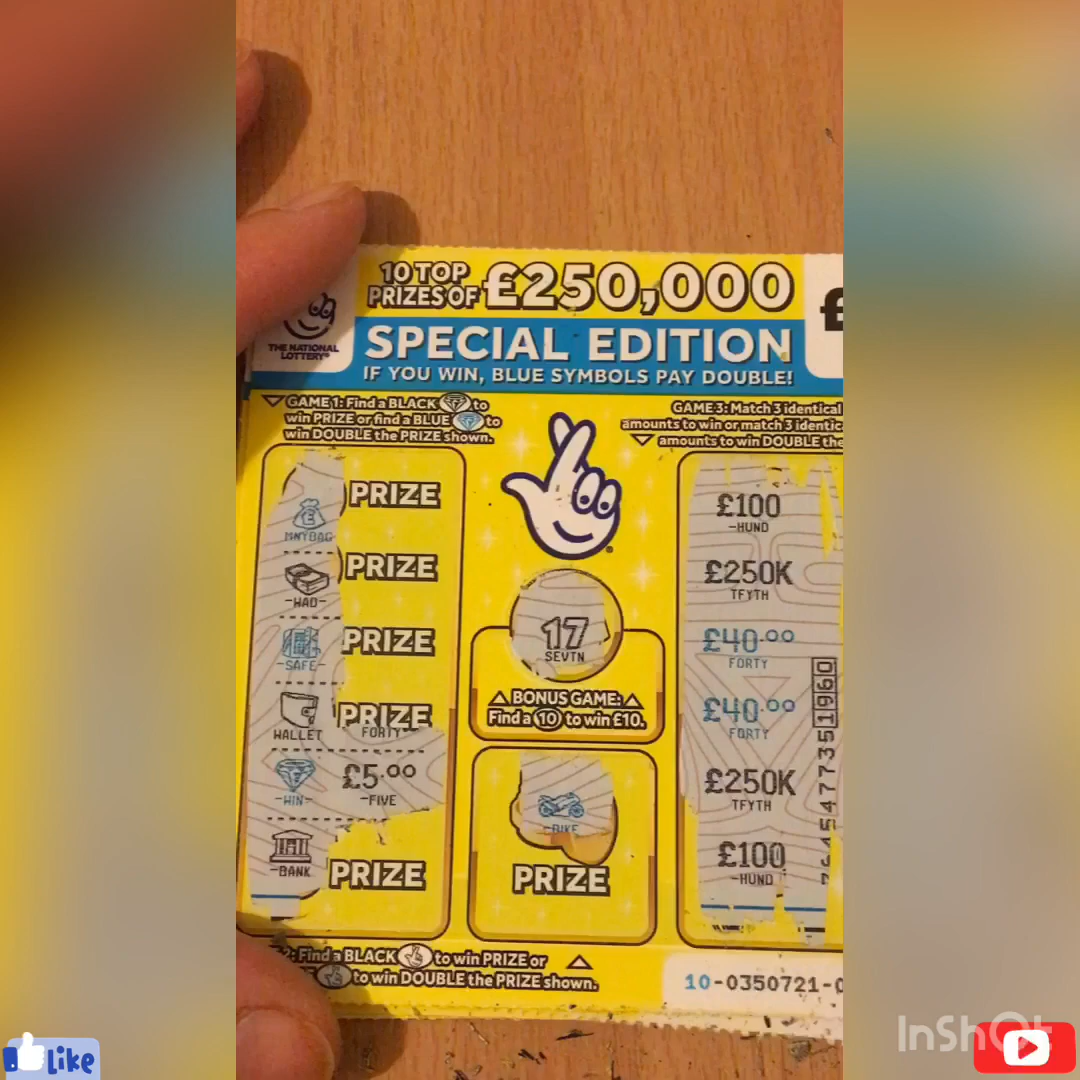 10 TOP PRIZES OF £250,000
THE NATIONAL LOTTERY®
SPECIAL EDITION
IF YOU WIN, BLUE SYMBOLS PAY DOUBLE!
GAME 1: Find a BLACK to
win PRIZE or find a BLUE to
win DOUBLE the PRIZE shown.
PRIZE
MNYBAG
PRIZE
-WAD-
PRIZE
-SAFE-
PRIZE
WALLET FORTY
£5.00
-WIN- -FIVE
PRIZE
-BANK-
17
SEVTN
BONUS GAME:
Find a 10 to win £10.
-BIKE-
PRIZE
GAME 3: Match 3 identical
amounts to win or match 3
amounts to win DOUBLE the
£100
-HUND
£250K
TFYTH
£40.00
FORTY
£40.00
FORTY
£250K
TFYTH
£100
-HUND
2: Find a BLACK to win PRIZE or
to win DOUBLE the PRIZE shown.
10-0350721-
like
InShOt